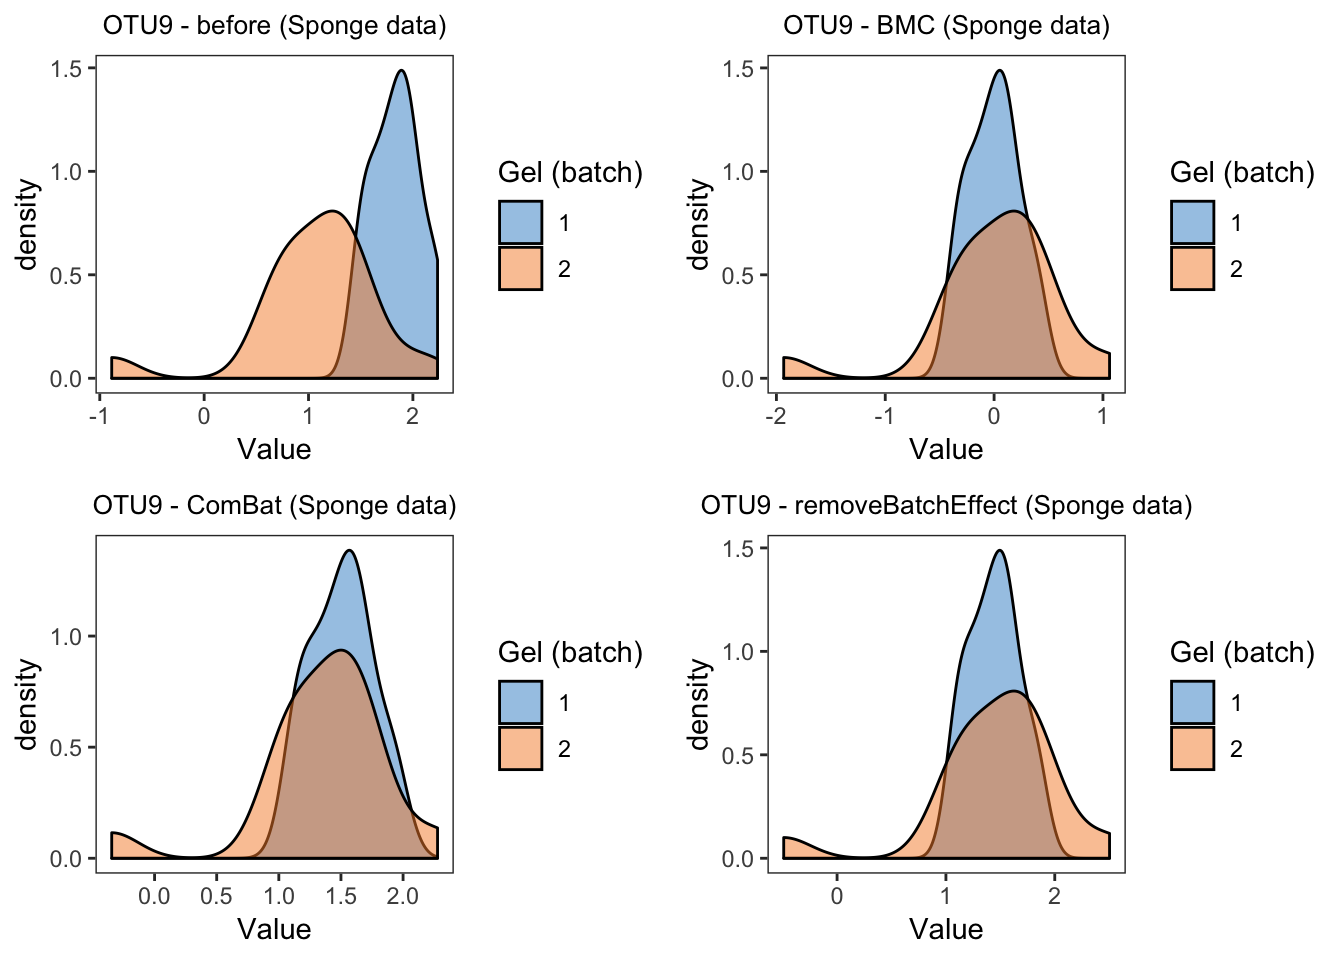 OTU9 - before (Sponge data)
1.5
1.0
0.5
0.0
density
-1 0 1 2
Value
Gel (batch)
1
2
OTU9 - BMC (Sponge data)
1.5
1.0
0.5
0.0
density
-2 -1 0 1
Value
Gel (batch)
1
2
OTU9 - ComBat (Sponge data)
1.0
0.5
0.0
density
0.0 0.5 1.0 1.5 2.0
Value
Gel (batch)
1
2
OTU9 - removeBatchEffect (Sponge data)
1.5
1.0
0.5
0.0
density
0 1 2
Value
Gel (batch)
1
2